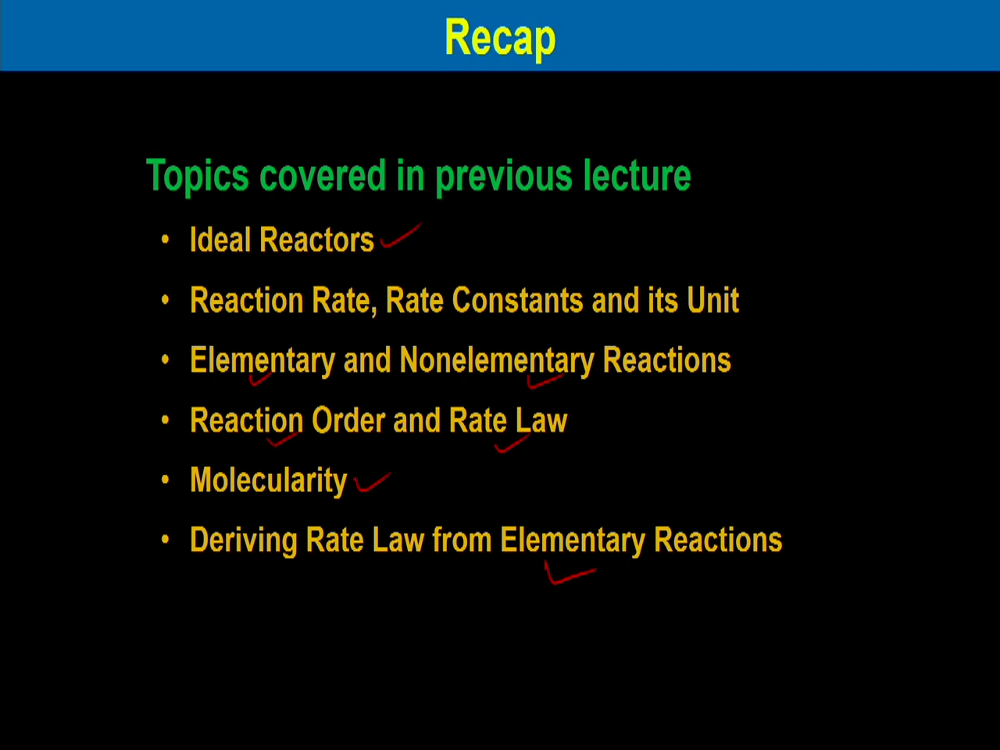 Recap
Topics covered in previous lecture
• Ideal Reactors
• Reaction Rate, Rate Constants and its Unit
• Elementary and Nonelementary Reactions
• Reaction Order and Rate Law
• Molecularity
• Deriving Rate Law from Elementary Reactions